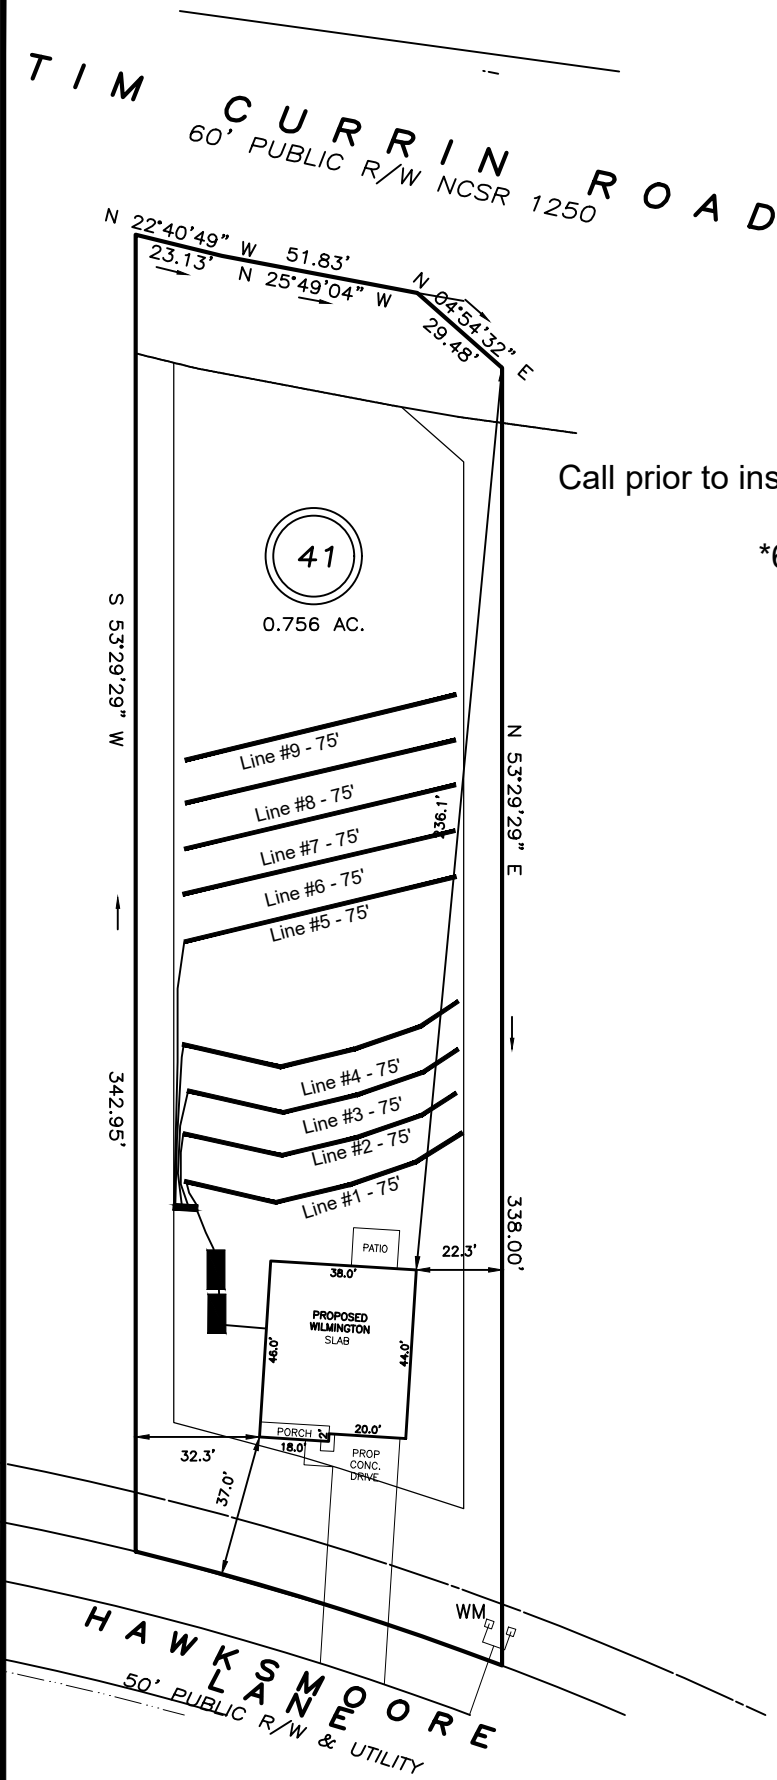 TIM CURRIN ROAD
60' PUBLIC R/W NCSR 1250
N 22°40'49" W
23.13'
51.83'
N 25°49'04" W
N 04°54'32" E
29.48'
Call prior to ins
41
0.756 AC.
S 53°29'29" W
Line #9 - 75'
N 53°29'29" E
Line #8 - 75'
36.1'
Line #7 - 75'
Line #6 - 75'
Line #5 - 75'
342.95'
Line #4 - 75'
Line #3 - 75'
Line #2 - 75'
Line #1 - 75'
338.00'
PATIO
22.3'
38.0'
PROPOSED
WILMINGTON
SLAB
46.0'
44.0'
PORCH
2'
20.0'
18.0'
32.3'
PROP
CONC.
DRIVE
37.0'
WM
HAWKSMOORE
LANE
50' PUBLIC R/W & UTILITY